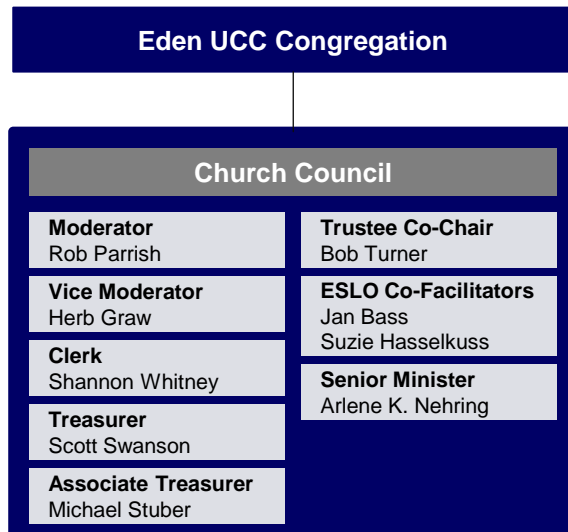 Eden UCC Congregation
Church Council
Moderator
Rob Parrish
Vice Moderator
Herb Graw
Clerk
Shannon Whitney
Treasurer
Scott Swanson
Associate Treasurer
Michael Stuber
Trustee Co-Chair
Bob Turner
ESLO Co-Facilitators
Jan Bass
Suzie Hasselkuss
Senior Minister
Arlene K. Nehring